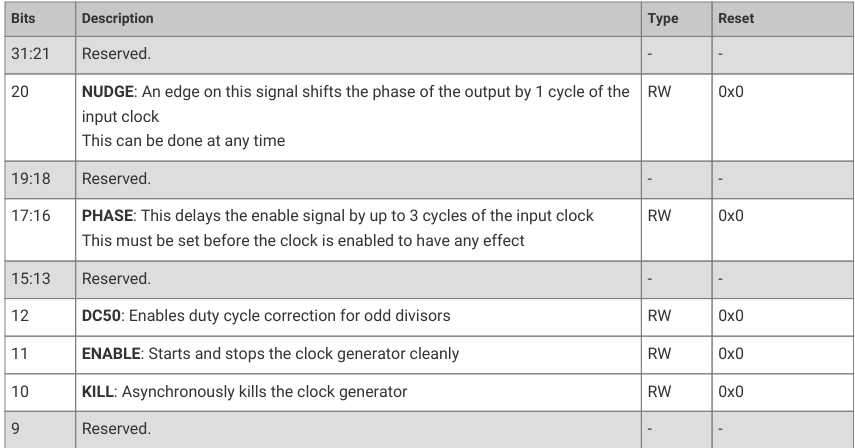 Bits Description Type Reset
31:21 Reserved. - -
20 NUDGE: An edge on this signal shifts the phase of the output by 1 cycle of the RW 0x0
input clock
This can be done at any time
19:18 Reserved. - -
17:16 PHASE: This delays the enable signal by up to 3 cycles of the input clock RW 0x0
This must be set before the clock is enabled to have any effect
15:13 Reserved. - -
12 DC50: Enables duty cycle correction for odd divisors RW 0x0
11 ENABLE: Starts and stops the clock generator cleanly RW 0x0
10 KILL: Asynchronously kills the clock generator RW 0x0
9 Reserved. - -